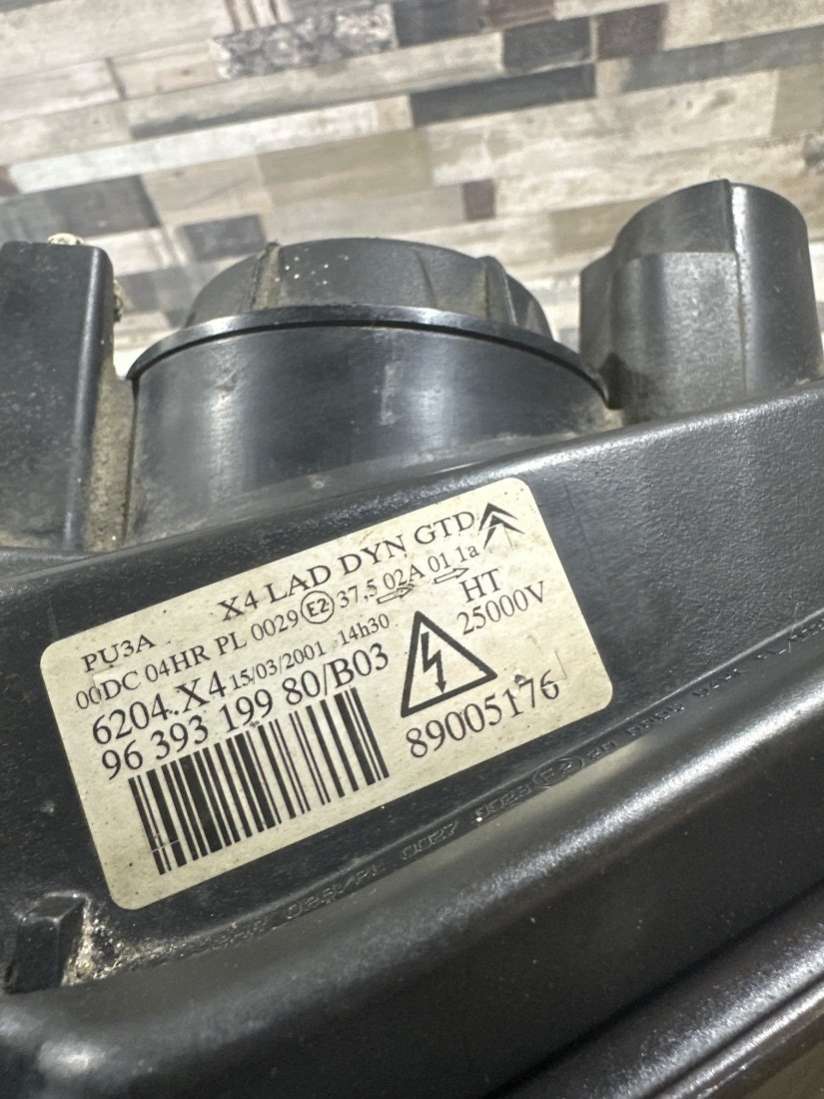 X4 LAD DYN GTD
PU3A
00DC 04HR PL 0029 E2 37,5 02A 01 1a
6204.X4 15/03/2001 14h30
HT
25000V
96 393 199 80/B03
89005176